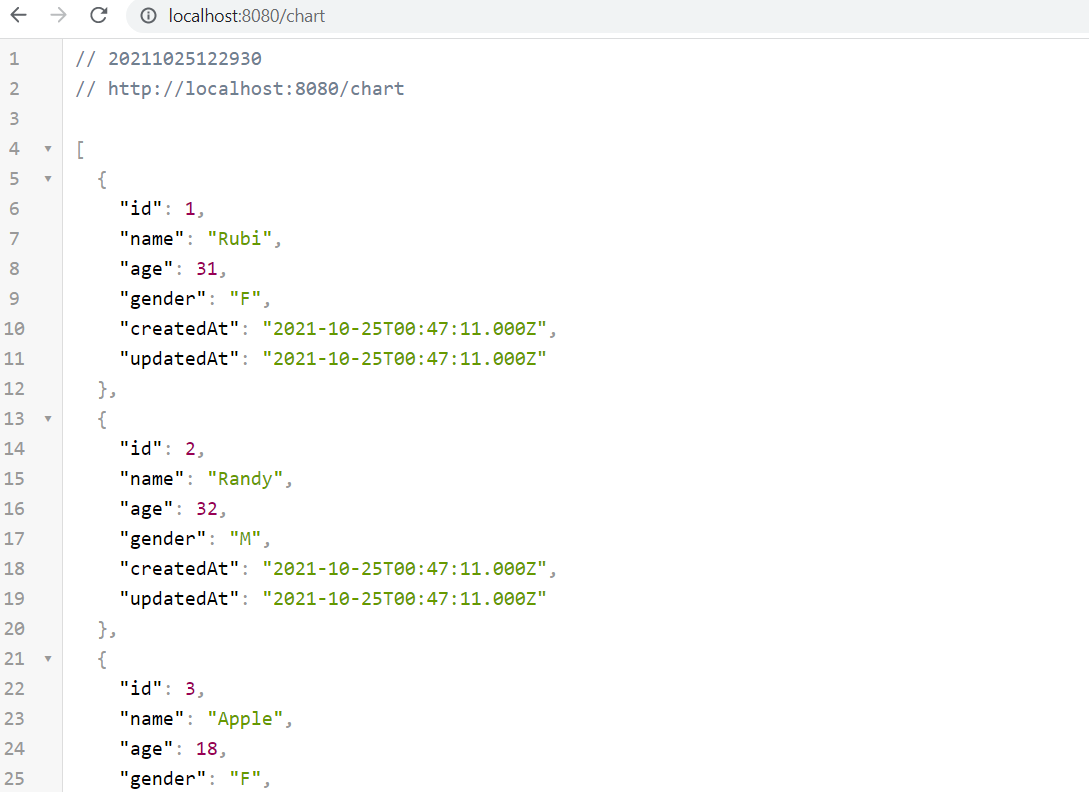 localhost:8080/chart
1 // 20211025122930
2 // http://localhost:8080/chart
3
4 [
5 {
6 "id": 1,
7 "name": "Rubi",
8 "age": 31,
9 "gender": "F",
10 "createdAt": "2021-10-25T00:47:11.000Z",
11 "updatedAt": "2021-10-25T00:47:11.000Z"
12 },
13 {
14 "id": 2,
15 "name": "Randy",
16 "age": 32,
17 "gender": "M",
18 "createdAt": "2021-10-25T00:47:11.000Z",
19 "updatedAt": "2021-10-25T00:47:11.000Z"
20 },
21 {
22 "id": 3,
23 "name": "Apple",
24 "age": 18,
25 "gender": "F",